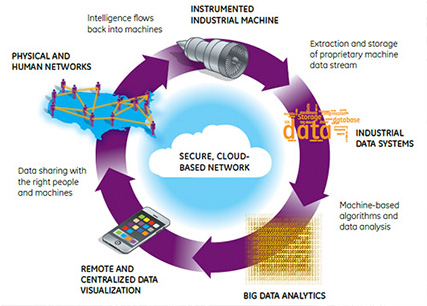 INSTRUMENTED
INDUSTRIAL MACHINE
Intelligence flows
back into machines
Extraction and storage
of proprietary machine
data stream
PHYSICAL AND
HUMAN NETWORKS
Storage
database
data
INDUSTRIAL
DATA SYSTEMS
SECURE, CLOUD-
BASED NETWORK
Data sharing with
the right people
and machines
Machine-based
algorithms and
data analysis
REMOTE AND
CENTRALIZED DATA
VISUALIZATION
BIG DATA ANALYTICS